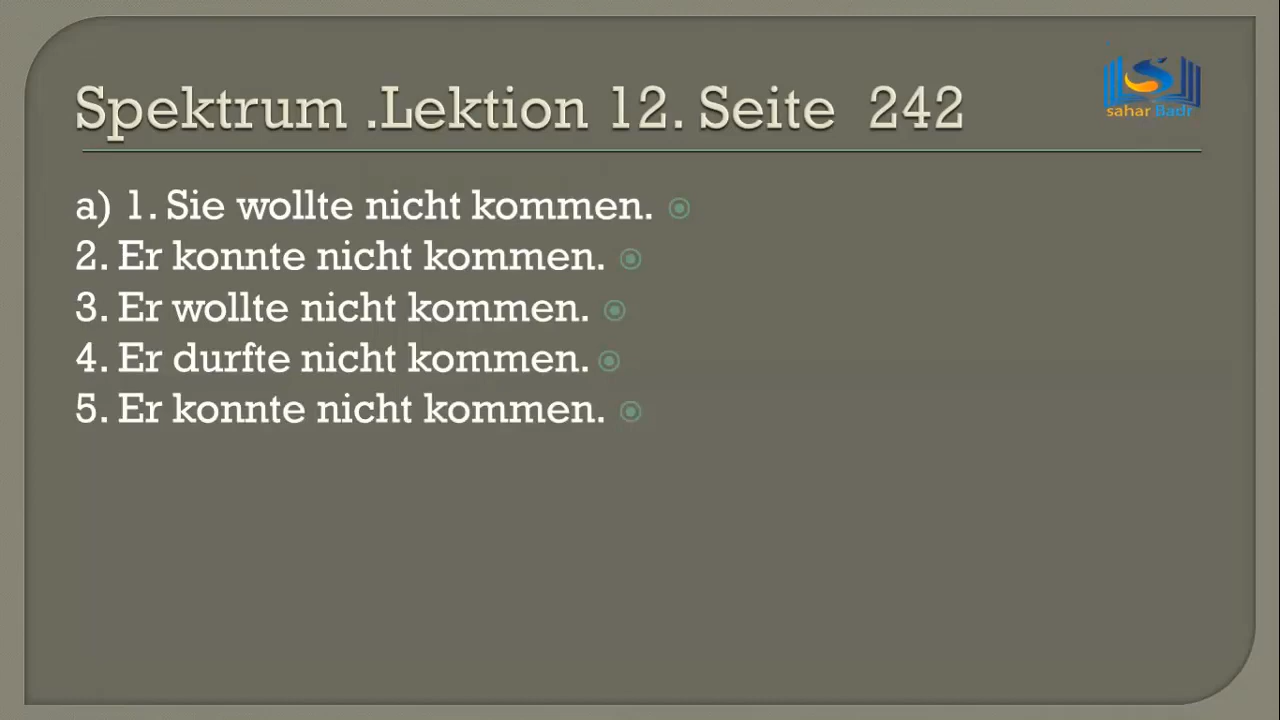 Spektrum .Lektion 12. Seite 242
sahar Badr
a) 1. Sie wollte nicht kommen.
2. Er konnte nicht kommen.
3. Er wollte nicht kommen.
4. Er durfte nicht kommen.
5. Er konnte nicht kommen.